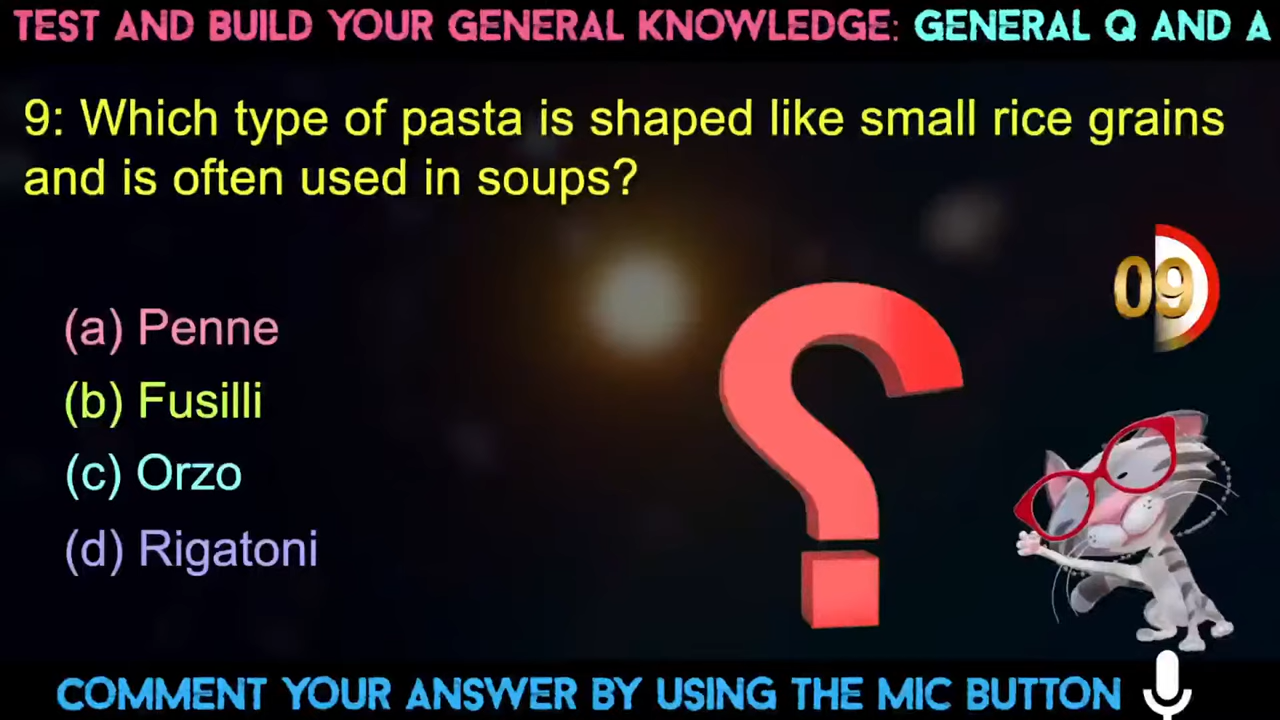 TEST AND BUILD YOUR GENERAL KNOWLEDGE: GENERAL Q AND A
9: Which type of pasta is shaped like small rice grains
and is often used in soups?
09
(a) Penne
(b) Fusilli
(c) Orzo
(d) Rigatoni
?
COMMENT YOUR ANSWER BY USING THE MIC BUTTON